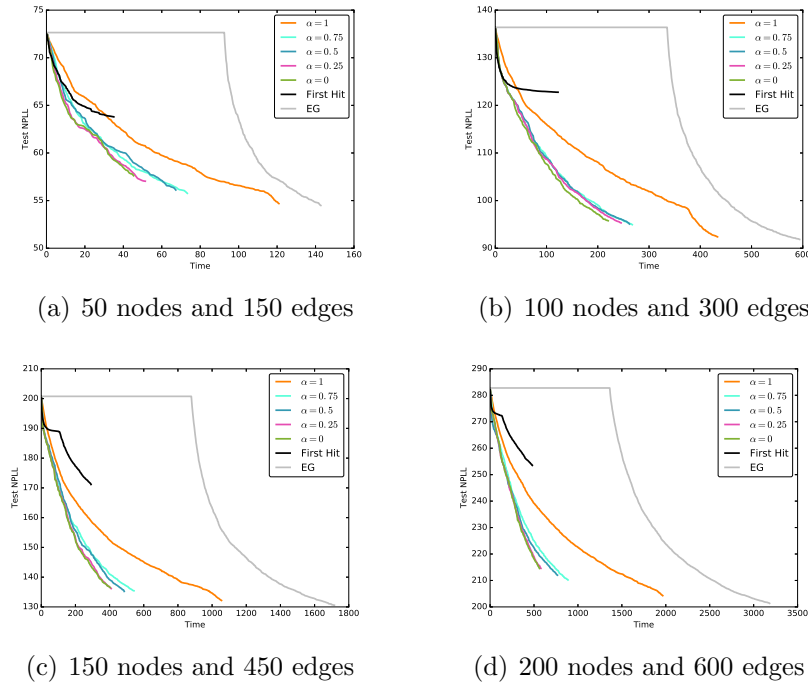 75
70
65
60
55
50
0 20 40 60 80 100 120 140 160
Test NPLL
Time
α = 1
α = 0.75
α = 0.5
α = 0.25
α = 0
First Hit
EG
(a) 50 nodes and 150 edges
140
130
120
110
100
90
0 100 200 300 400 500 600
Test NPLL
Time
α = 1
α = 0.75
α = 0.5
α = 0.25
α = 0
First Hit
EG
(b) 100 nodes and 300 edges
210
200
190
180
170
160
150
140
130
0 200 400 600 800 1000 1200 1400 1600 1800
Test NPLL
Time
α = 1
α = 0.75
α = 0.5
α = 0.25
α = 0
First Hit
EG
(c) 150 nodes and 450 edges
290
280
270
260
250
240
230
220
210
200
0 500 1000 1500 2000 2500 3000 3500
Test NPLL
Time
α = 1
α = 0.75
α = 0.5
α = 0.25
α = 0
First Hit
EG
(d) 200 nodes and 600 edges